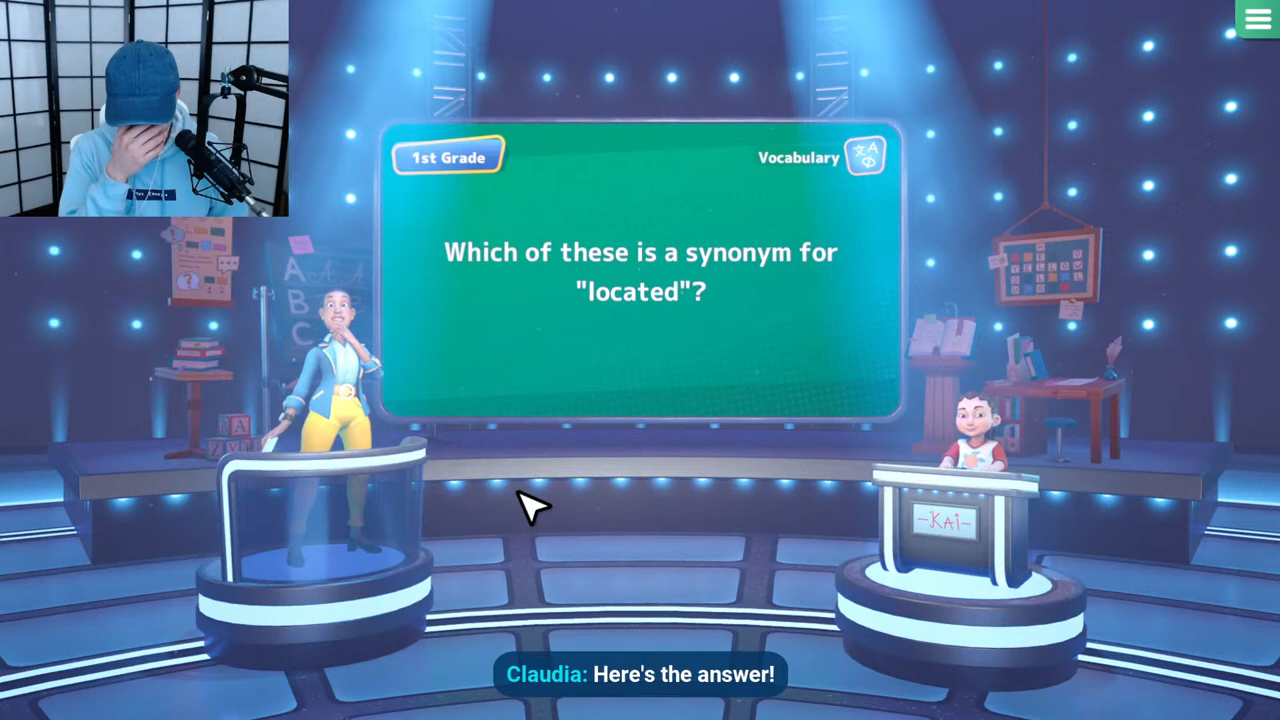 1st Grade
Vocabulary
Which of these is a synonym for
"located"?
A
B
C
-KAI-
Claudia: Here's the answer!